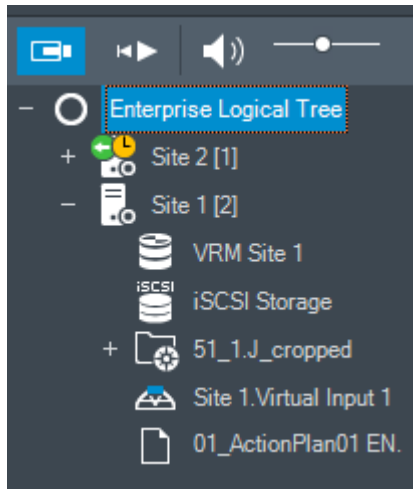 Enterprise Logical Tree
Site 2 [1]
Site 1 [2]
VRM Site 1
iSCSI
iSCSI Storage
51_1.J_cropped
Site 1.Virtual Input 1
01_ActionPlan01 EN.